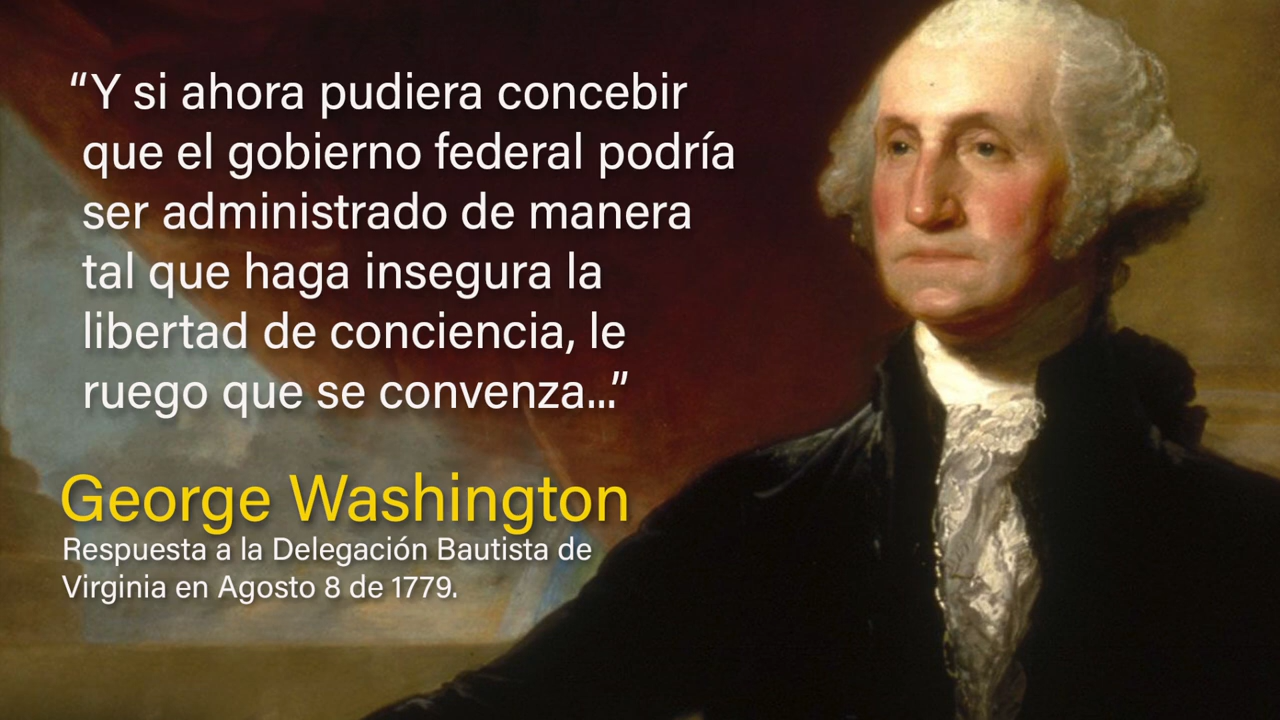 “Y si ahora pudiera concebir
que el gobierno federal podría
ser administrado de manera
tal que haga insegura la
libertad de conciencia, le
ruego que se convenza...”
George Washington
Respuesta a la Delegación Bautista de
Virginia en Agosto 8 de 1779.